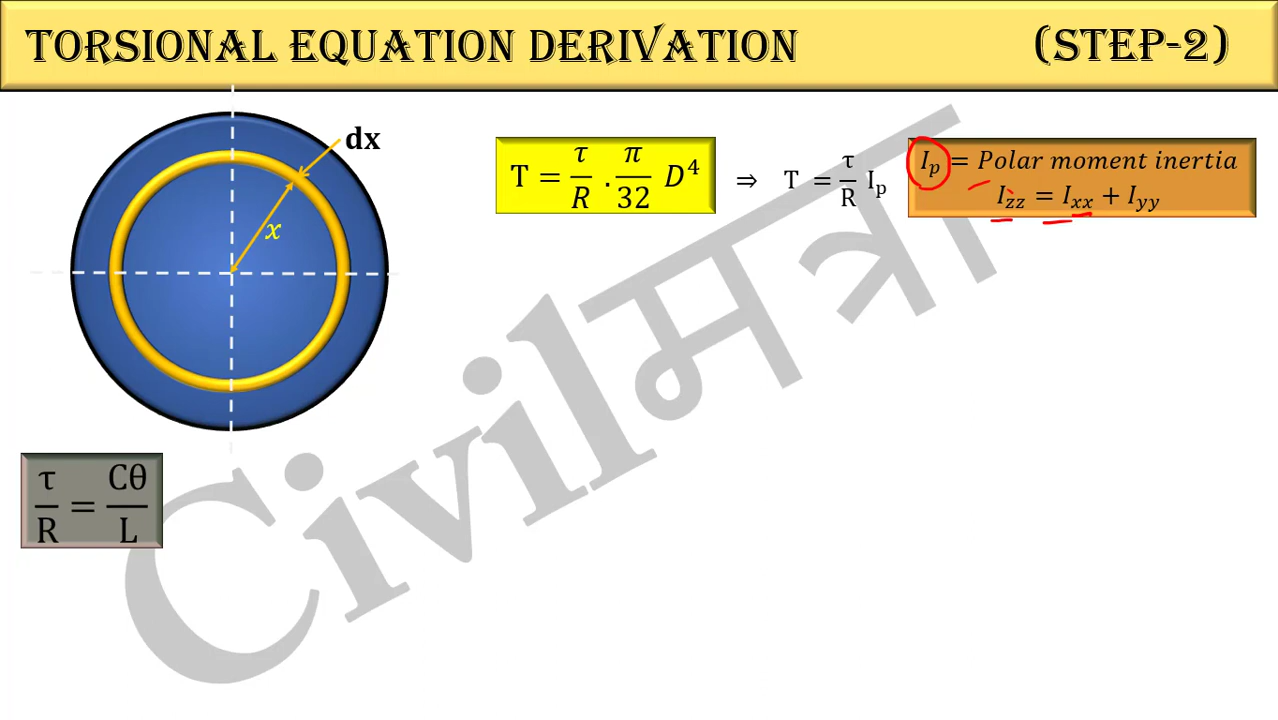 TORSIONAL EQUATION DERIVATION (STEP-2)
dx
x
T = τ/R . π/32 D⁴ ⇒ T = τ/R Iₚ
Iₚ = Polar moment inertia
I_zz = I_xx + I_yy
τ/R = Cθ/L
Civilमित्रा